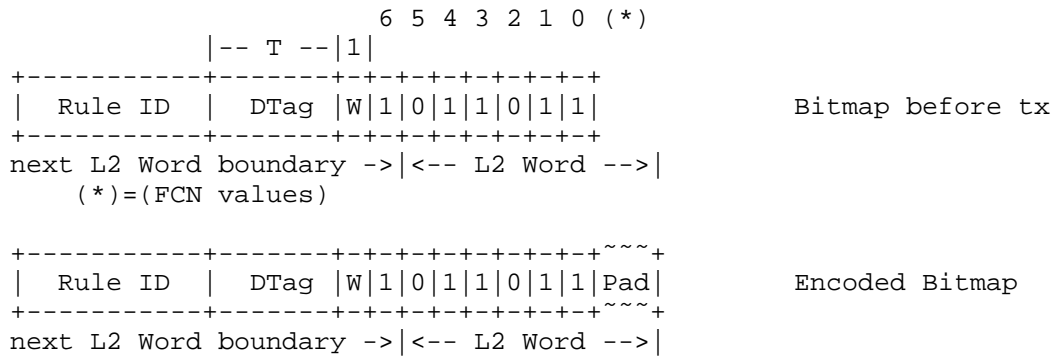 6 5 4 3 2 1 0 (*)
            |-- T --|1|
+-----------+-------+-+-+-+-+-+-+-+-+
|  Rule ID  |  DTag |W|1|0|1|1|0|1|1|            Bitmap before tx
+-----------+-------+-+-+-+-+-+-+-+-+
next L2 Word boundary ->|<-- L2 Word -->|
    (*)=(FCN values)

+-----------+-------+-+-+-+-+-+-+-+-+~~~+
|  Rule ID  |  DTag |W|1|0|1|1|0|1|1|Pad|        Encoded Bitmap
+-----------+-------+-+-+-+-+-+-+-+-+~~~+
next L2 Word boundary ->|<-- L2 Word -->|